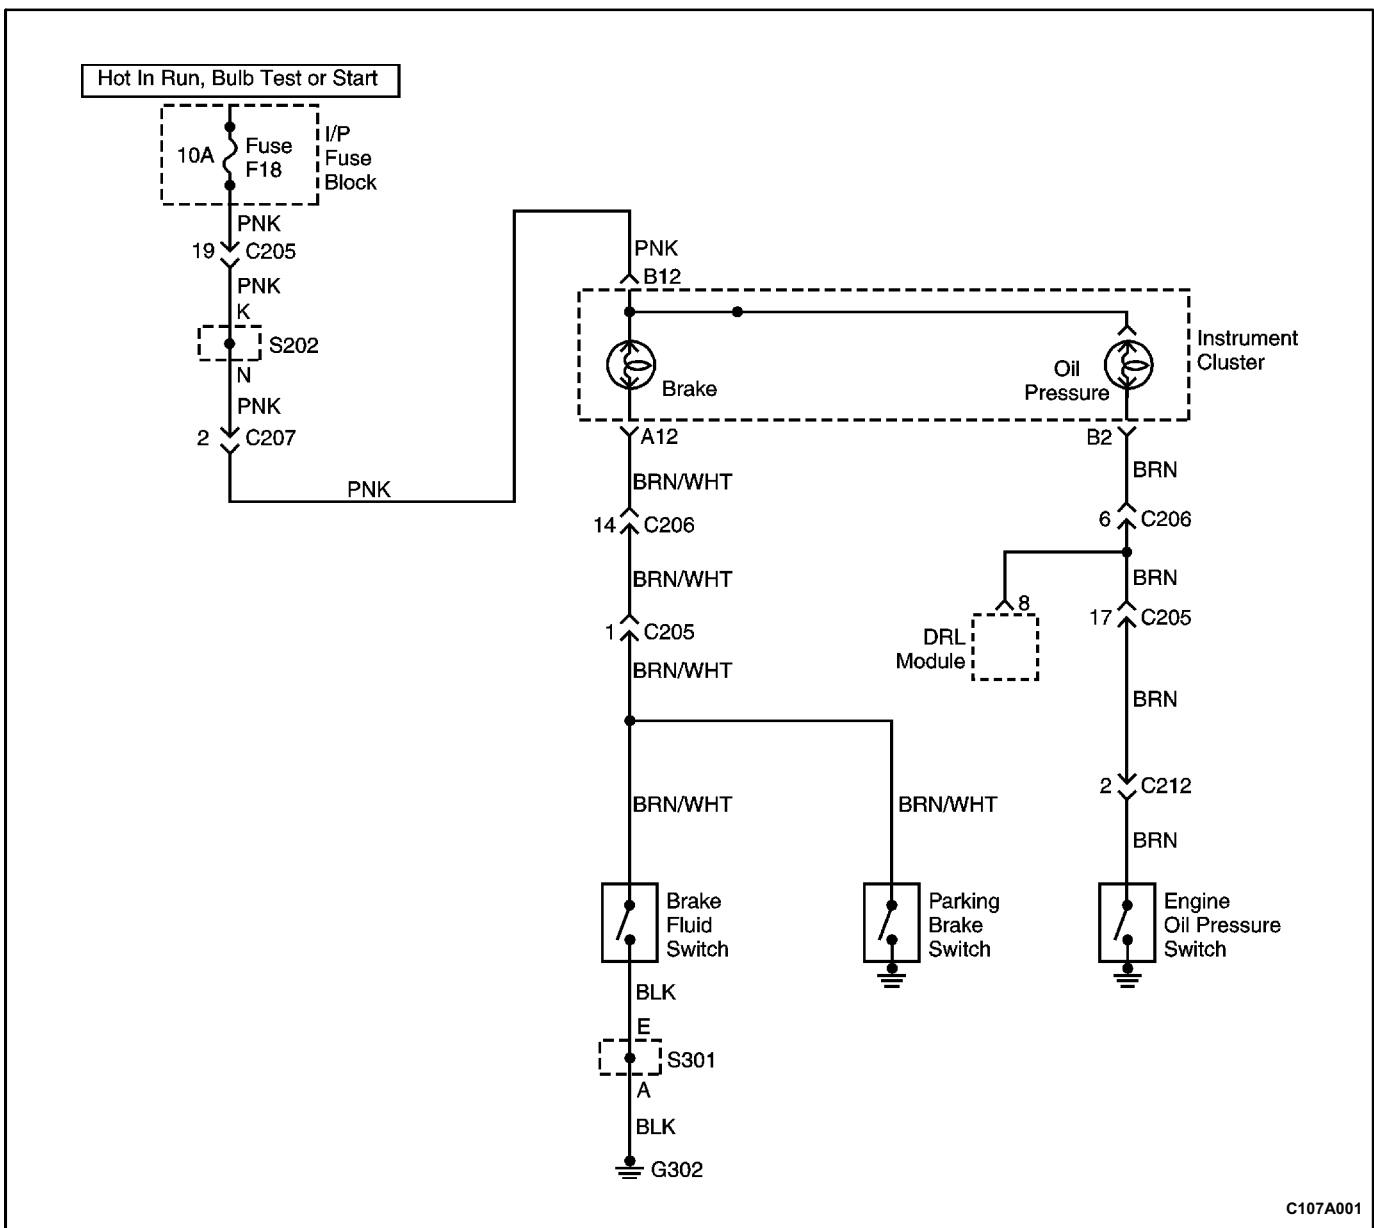 Hot In Run, Bulb Test or Start
10A
Fuse
F18
I/P
Fuse
Block
PNK
19
C205
PNK
K
S202
N
PNK
2
C207
PNK
PNK
B12
Instrument
Cluster
Brake
Oil
Pressure
A12
B2
BRN/WHT
BRN
14
C206
6
C206
BRN/WHT
BRN
8
DRL
Module
1
C205
17
C205
BRN/WHT
BRN
2
C212
BRN/WHT
BRN/WHT
BRN
Brake
Fluid
Switch
Parking
Brake
Switch
Engine
Oil Pressure
Switch
BLK
E
S301
A
BLK
G302
C107A001